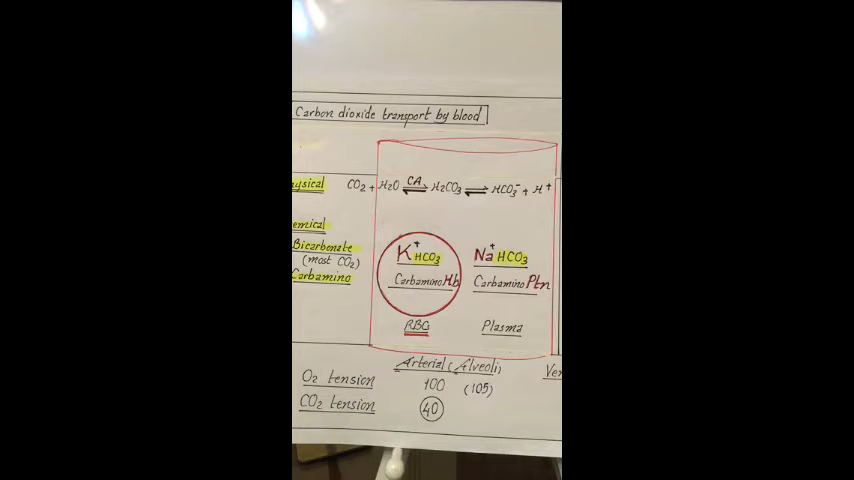 Carbon dioxide transport by blood
ysical CO2 + H2O CA ⇌ H2CO3 ⇌ HCO3- + H+
emical
Bicarbonate K+ HCO3 Na+ HCO3
(most CO2)
Carbamino Carbamino Hb Carbamino Ptn
RBC Plasma
Arterial (Alveoli) Ve
O2 tension 100 (105)
CO2 tension 40